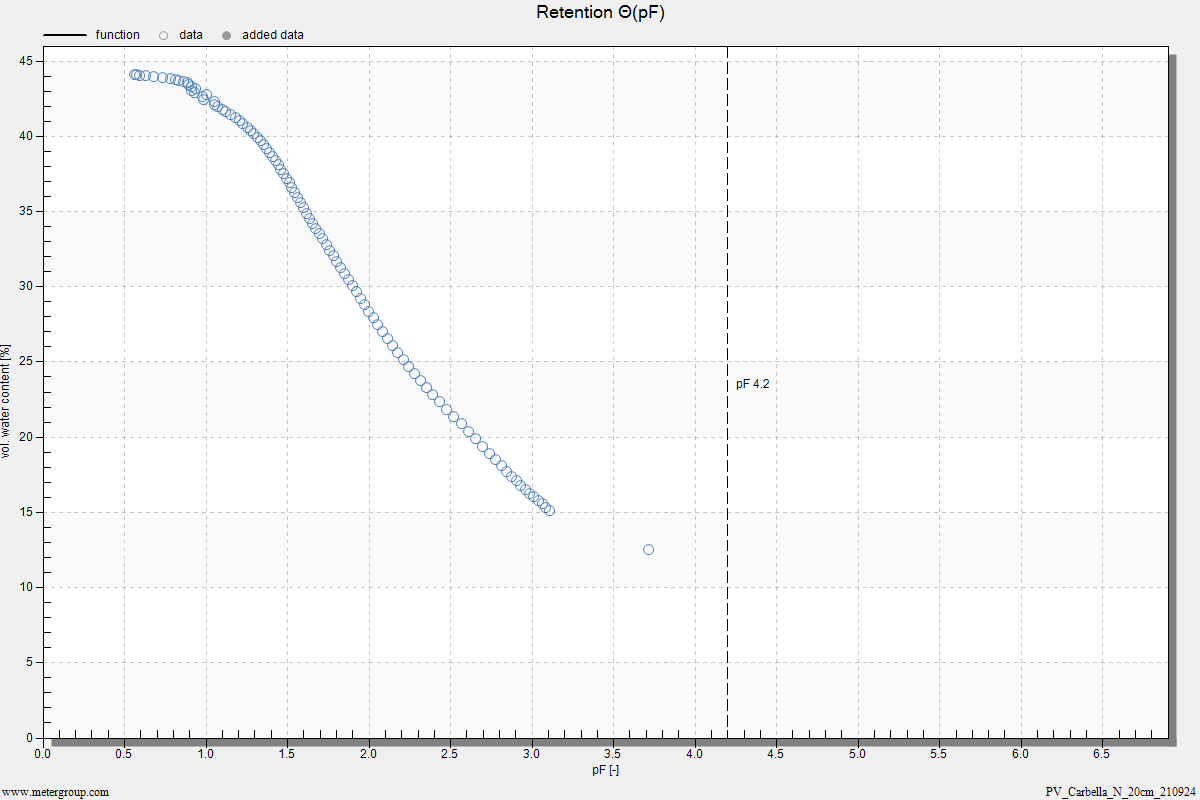 Retention Θ(pF)
function data added data
45
40
35
30
25
20
15
10
5
0
vol. water content [%]
pF 4.2
0.0 0.5 1.0 1.5 2.0 2.5 3.0 3.5 4.0 4.5 5.0 5.5 6.0 6.5
pF [-]
www.metergroup.com
PV_Carbella_N_20cm_210924